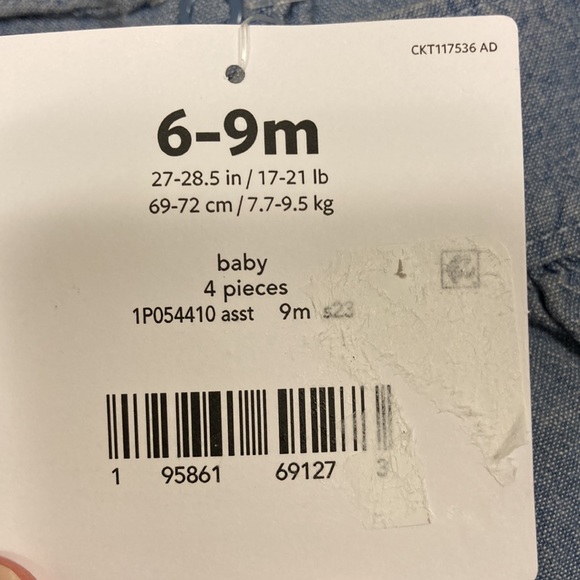 CKT117536 AD
6-9m
27-28.5 in / 17-21 lb
69-72 cm / 7.7-9.5 kg
baby
4 pieces
1P054410 asst 9m s23
1 95861 69127 3